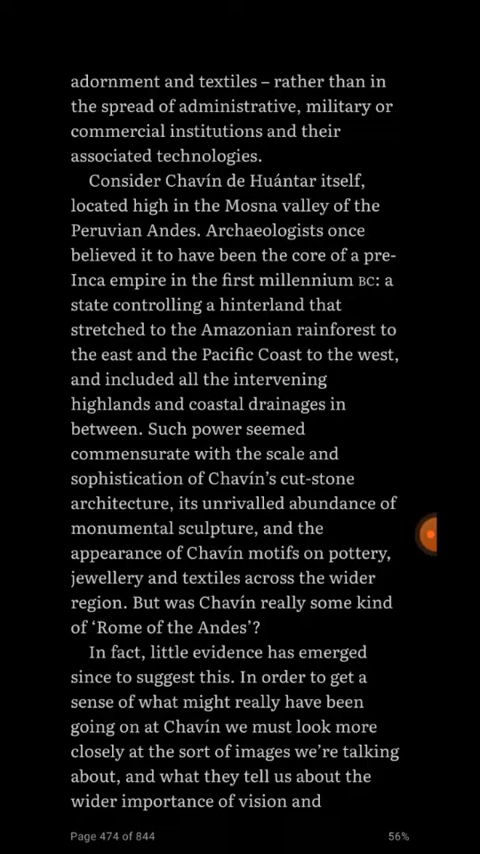 adornment and textiles – rather than in
the spread of administrative, military or
commercial institutions and their
associated technologies.
Consider Chavín de Huántar itself,
located high in the Mosna valley of the
Peruvian Andes. Archaeologists once
believed it to have been the core of a pre-
Inca empire in the first millennium BC: a
state controlling a hinterland that
stretched to the Amazonian rainforest to
the east and the Pacific Coast to the west,
and included all the intervening
highlands and coastal drainages in
between. Such power seemed
commensurate with the scale and
sophistication of Chavín’s cut-stone
architecture, its unrivalled abundance of
monumental sculpture, and the
appearance of Chavín motifs on pottery,
jewellery and textiles across the wider
region. But was Chavín really some kind
of ‘Rome of the Andes’?
In fact, little evidence has emerged
since to suggest this. In order to get a
sense of what might really have been
going on at Chavín we must look more
closely at the sort of images we’re talking
about, and what they tell us about the
wider importance of vision and
Page 474 of 844
56%